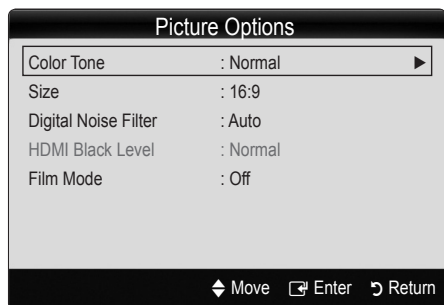 Picture Options
Color Tone : Normal
Size : 16:9
Digital Noise Filter : Auto
HDMI Black Level : Normal
Film Mode : Off
Move Enter Return